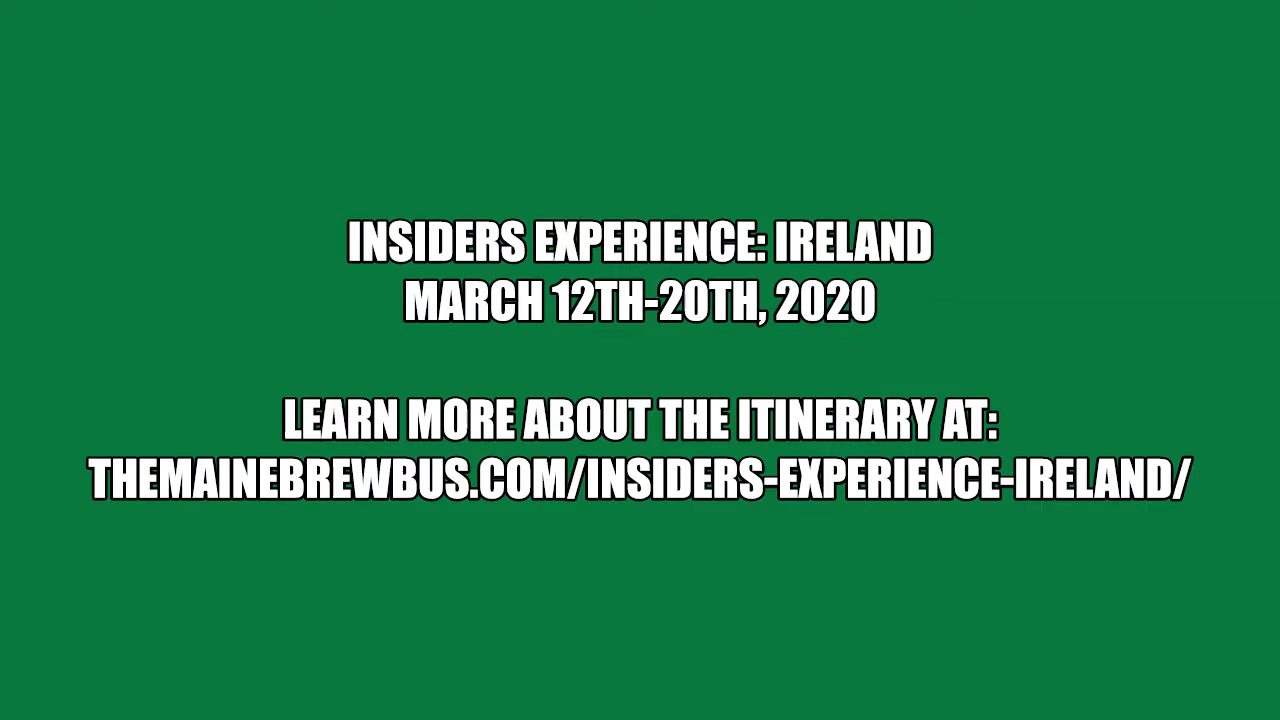 INSIDERS EXPERIENCE: IRELAND
MARCH 12TH-20TH, 2020
LEARN MORE ABOUT THE ITINERARY AT:
THEMAINEBREWBUS.COM/INSIDERS-EXPERIENCE-IRELAND/